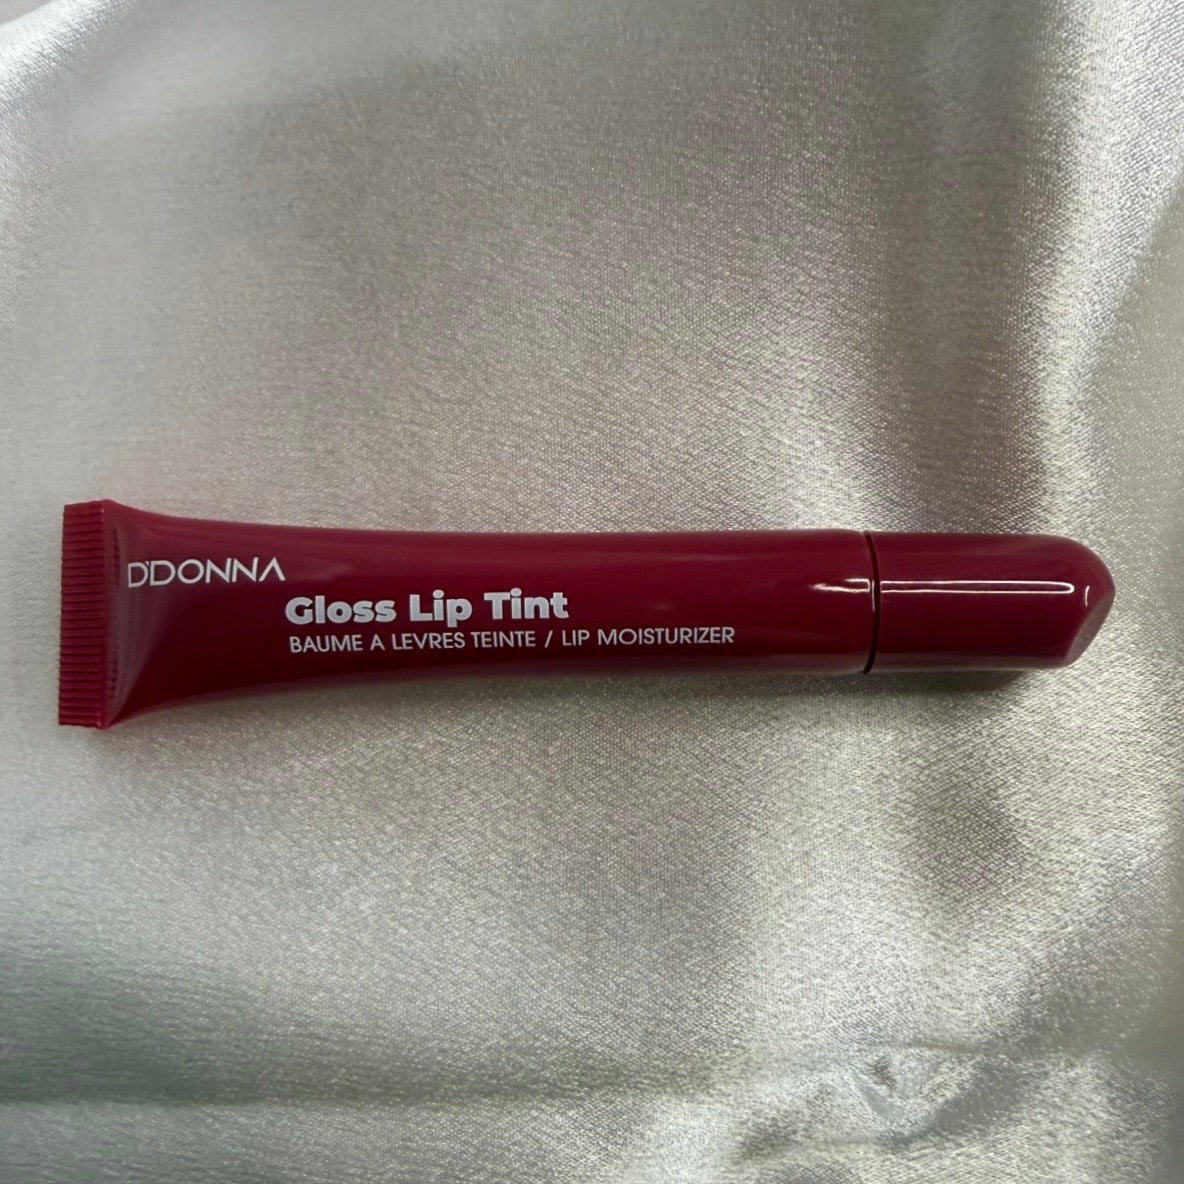 D'DONNA
Gloss Lip Tint
BAUME A LEVRES TEINTE / LIP MOISTURIZER